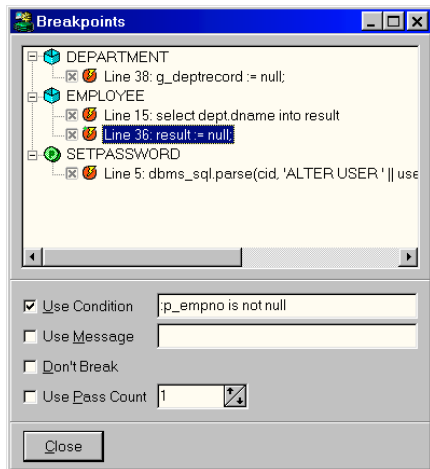 Breakpoints
DEPARTMENT
Line 38: g_deptrecord := null;
EMPLOYEE
Line 15: select dept.dname into result
Line 36: result := null;
SETPASSWORD
Line 5: dbms_sql.parse(cid, 'ALTER USER ' || use
Use Condition :p_empno is not null
Use Message
Don't Break
Use Pass Count 1
Close